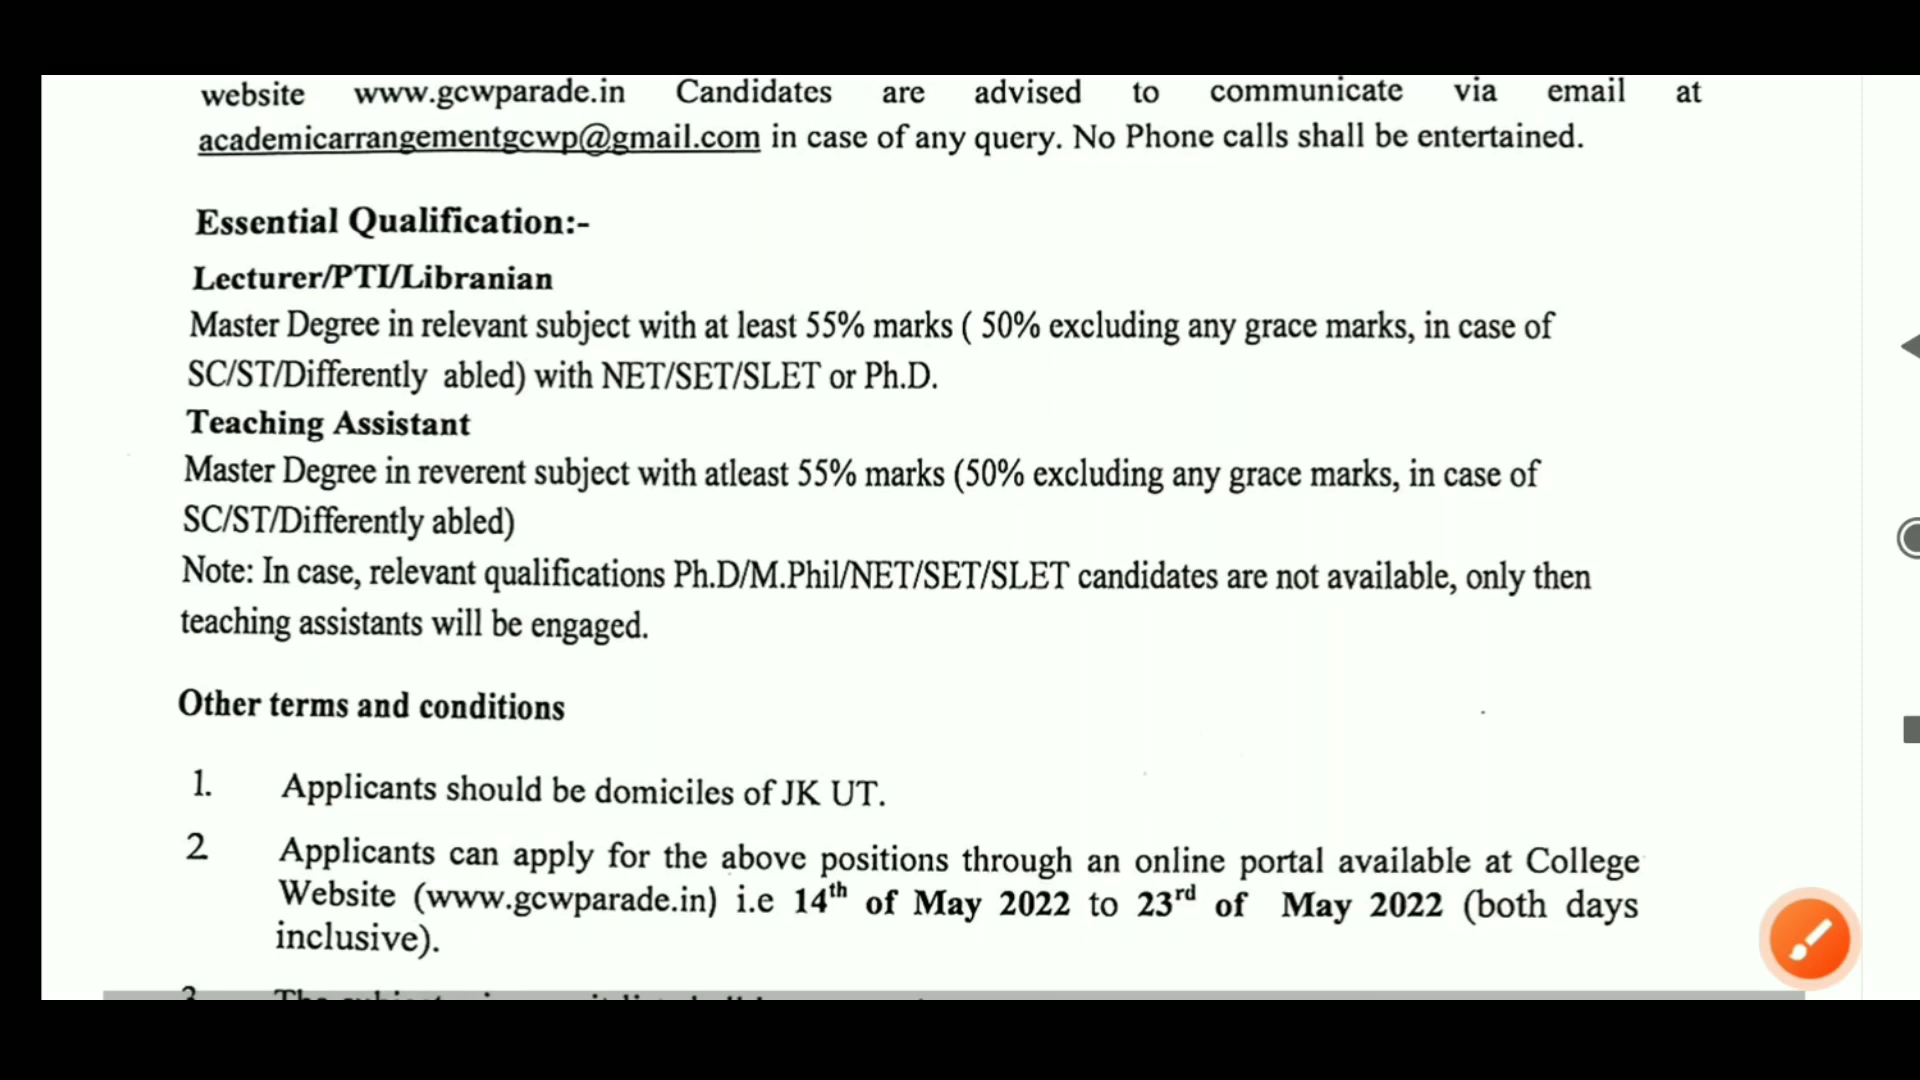 website www.gcwparade.in Candidates are advised to communicate via email at
academicarrangementgcwp@gmail.com in case of any query. No Phone calls shall be entertained.
Essential Qualification:-
Lecturer/PTI/Libranian
Master Degree in relevant subject with at least 55% marks ( 50% excluding any grace marks, in case of
SC/ST/Differently abled) with NET/SET/SLET or Ph.D.
Teaching Assistant
Master Degree in reverent subject with atleast 55% marks (50% excluding any grace marks, in case of
SC/ST/Differently abled)
Note: In case, relevant qualifications Ph.D/M.Phil/NET/SET/SLET candidates are not available, only then
teaching assistants will be engaged.
Other terms and conditions
1. Applicants should be domiciles of JK UT.
2 Applicants can apply for the above positions through an online portal available at College
Website (www.gcwparade.in) i.e 14th of May 2022 to 23rd of May 2022 (both days
inclusive).